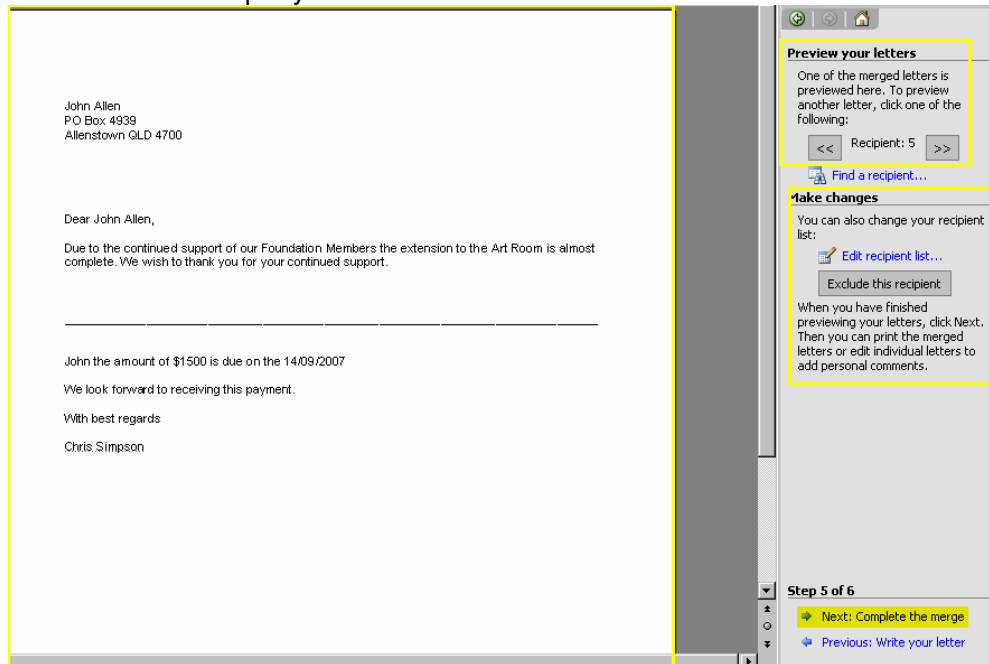 John Allen
PO Box 4939
Allenstown QLD 4700
Dear John Allen,
Due to the continued support of our Foundation Members the extension to the Art Room is almost
complete. We wish to thank you for your continued support.
John the amount of $1500 is due on the 14/09/2007
We look forward to receiving this payment.
With best regards
Chris Simpson
Preview your letters
One of the merged letters is
previewed here. To preview
another letter, click one of the
following:
<< Recipient: 5 >>
Find a recipient...
Make changes
You can also change your recipient
list:
Edit recipient list...
Exclude this recipient
When you have finished
previewing your letters, click Next.
Then you can print the merged
letters or edit individual letters to
add personal comments.
Step 5 of 6
Next: Complete the merge
Previous: Write your letter